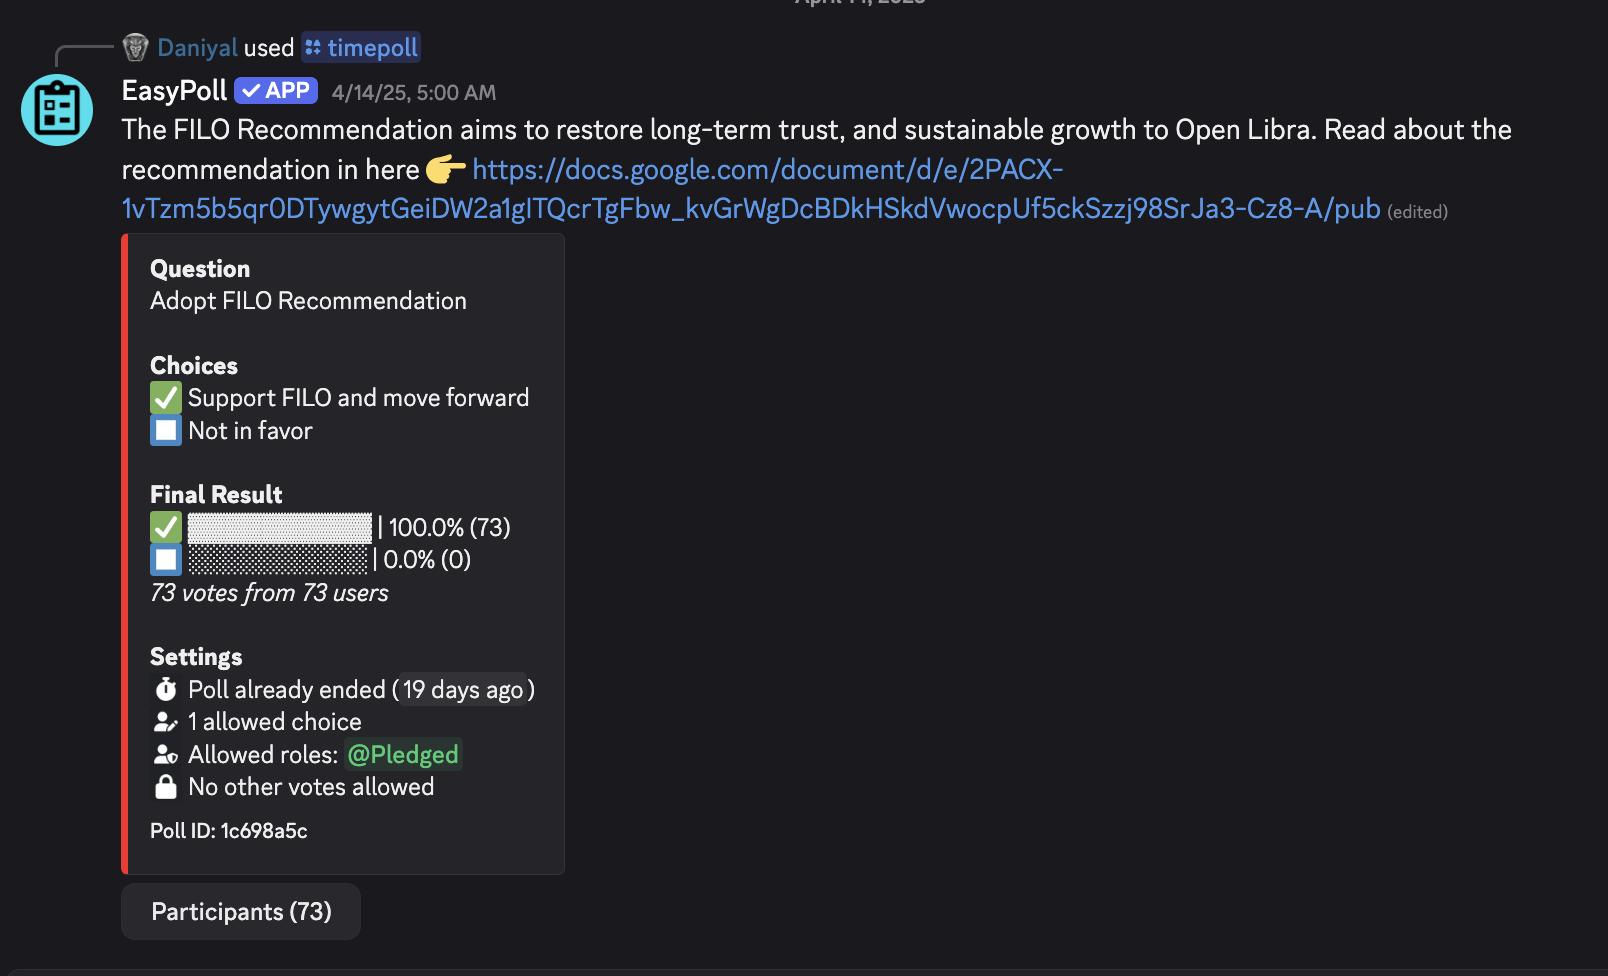 Daniyal used timepoll
EasyPoll ✓ APP 4/14/25, 5:00 AM
The FILO Recommendation aims to restore long-term trust, and sustainable growth to Open Libra. Read about the
recommendation in here 👉 https://docs.google.com/document/d/e/2PACX-
1vTzm5b5qr0DTywgytGeiDW2a1gITQcrTgFbw_kvGrWgDcBDkHSkdVwocpUf5ckSzzj98SrJa3-Cz8-A/pub (edited)
Question
Adopt FILO Recommendation
Choices
✅ Support FILO and move forward
Not in favor
Final Result
✅ | 100.0% (73)
| 0.0% (0)
73 votes from 73 users
Settings
Poll already ended (19 days ago)
1 allowed choice
Allowed roles: @Pledged
No other votes allowed
Poll ID: 1c698a5c
Participants (73)